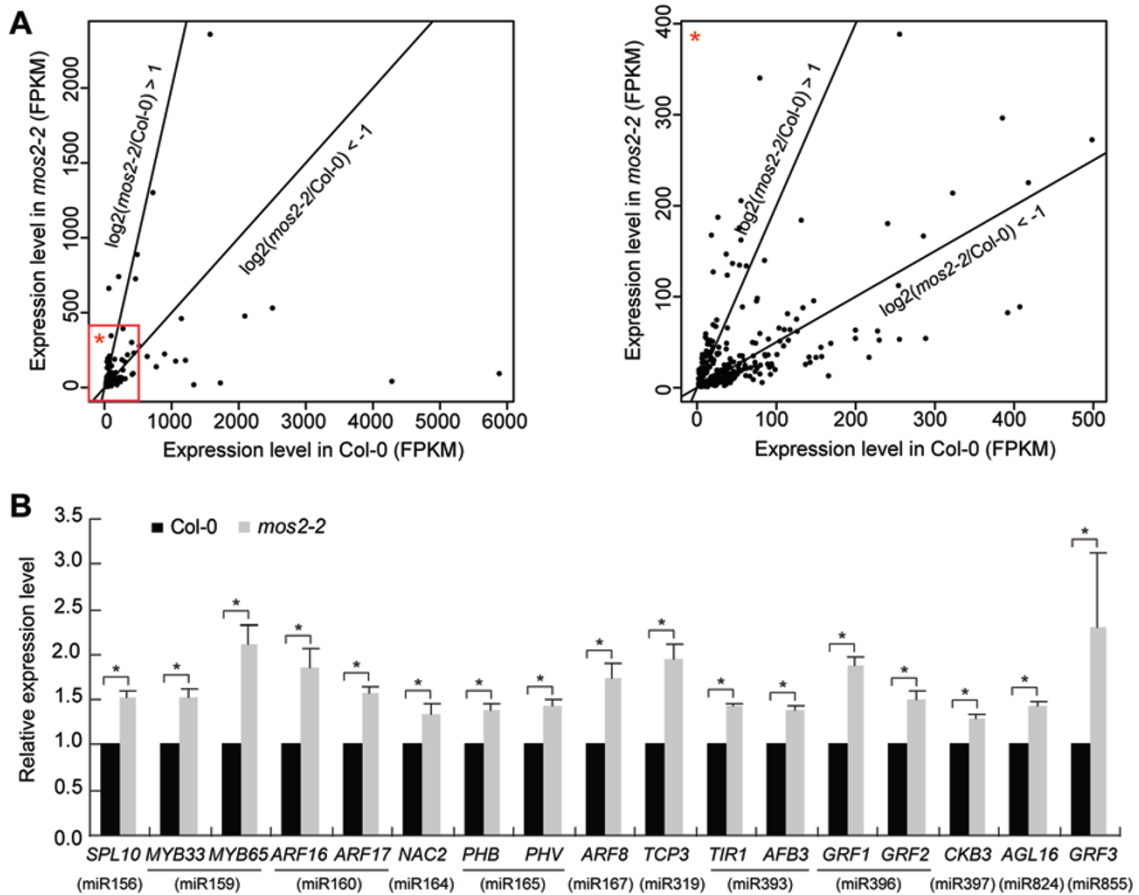 A
Expression level in mos2-2 (FPKM)
2000
1500
1000
500
0
log2(mos2-2/Col-0) > 1
log2(mos2-2/Col-0) < -1
*
0 1000 2000 3000 4000 5000 6000
Expression level in Col-0 (FPKM)
Expression level in mos2-2 (FPKM)
400
300
200
100
0
*
log2(mos2-2/Col-0) > 1
log2(mos2-2/Col-0) < -1
0 100 200 300 400 500
Expression level in Col-0 (FPKM)
B
Relative expression level
3.5
3.0
2.5
2.0
1.5
1.0
0.5
0.0
Col-0 mos2-2
* * * * * * * * * * * * * * * * *
SPL10 MYB33 MYB65 ARF16 ARF17 NAC2 PHB PHV ARF8 TCP3 TIR1 AFB3 GRF1 GRF2 CKB3 AGL16 GRF3
(miR156) (miR159) (miR160) (miR164) (miR165) (miR167) (miR319) (miR393) (miR396) (miR397) (miR824) (miR855)